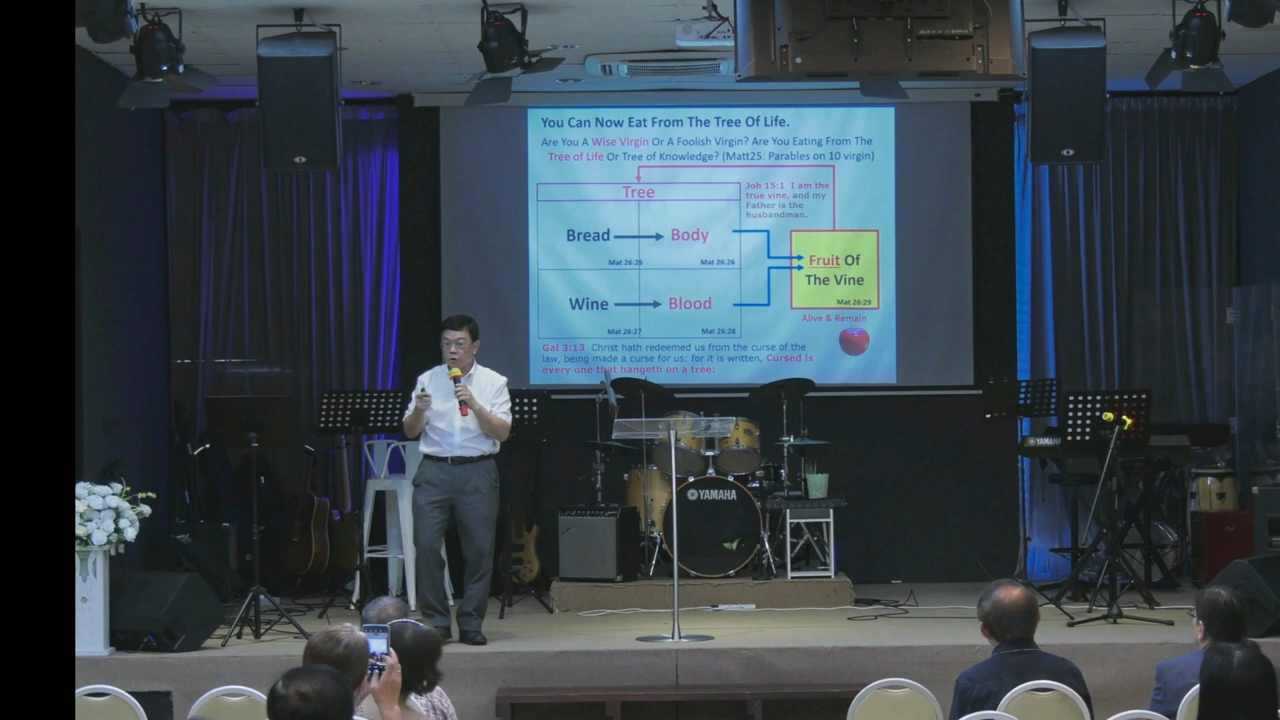 You Can Now Eat From The Tree Of Life.
Are You A Wise Virgin Or A Foolish Virgin? Are You Eating From The
Tree of Life Or Tree of Knowledge? (Matt25: Parables on 10 virgin)
Tree
Joh 15:1 I am the
true vine, and my
Father is the
husbandman.
Bread
Body
Mat 26:26
Mat 26:26
Fruit Of
The Vine
Mat 26:29
Wine
Blood
Mat 26:27
Mat 26:28
Alive & Remain
Gal 3:13 Christ hath redeemed us from the curse of the
law, being made a curse for us: for it is written, Cursed is
every one that hangeth on a tree:
YAMAHA
YAMAHA